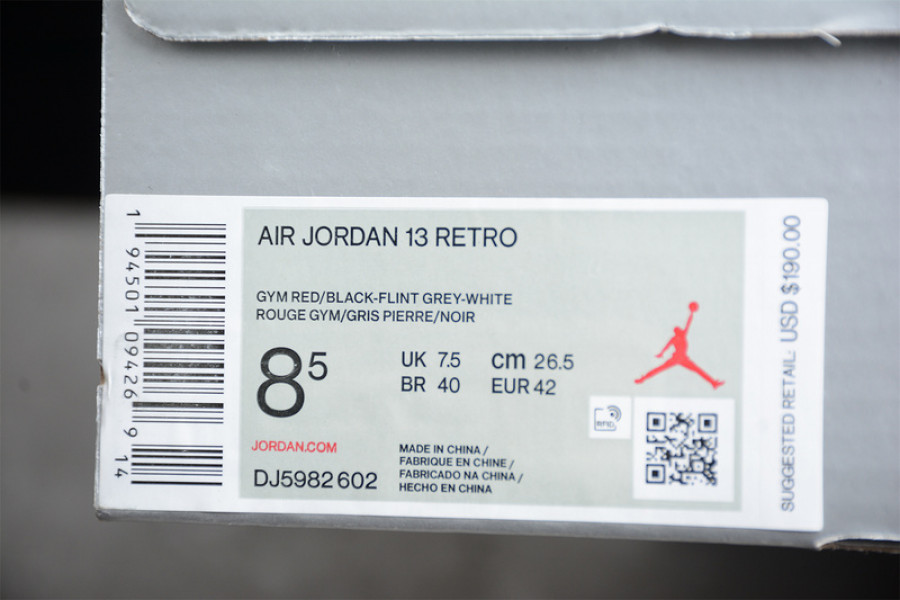 AIR JORDAN 13 RETRO
GYM RED/BLACK-FLINT GREY-WHITE
ROUGE GYM/GRIS PIERRE/NOIR
8 5
UK 7.5
cm 26.5
BR 40
EUR 42
JORDAN.COM
DJ5982 602
MADE IN CHINA /
FABRIQUE EN CHINE /
FABRICADO NA CHINA /
HECHO EN CHINA
RFID
1 94501 09426 9 14
SUGGESTED RETAIL: USD $190.00